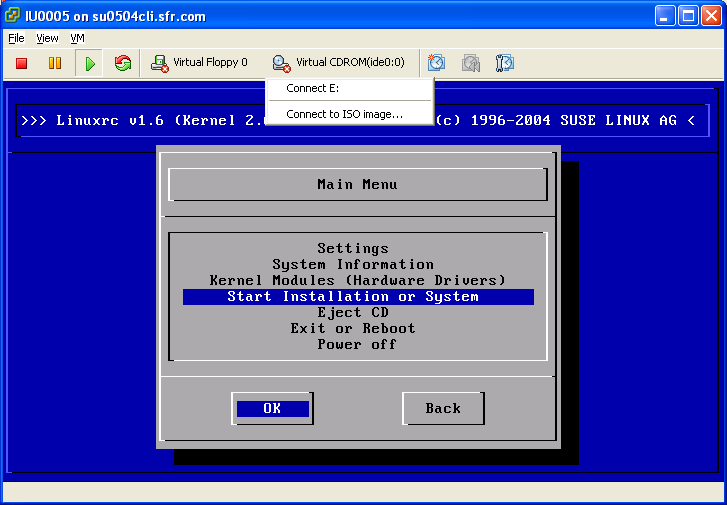 IU0005 on su0504cli.sfr.com
File View VM
Virtual Floppy 0 Virtual CDROM(ide0:0)
Connect E:
Connect to ISO image...
>>> Linuxrc v1.6 (Kernel 2. (c) 1996-2004 SUSE LINUX AG <
Main Menu
Settings
System Information
Kernel Modules (Hardware Drivers)
Start Installation or System
Eject CD
Exit or Reboot
Power off
OK Back